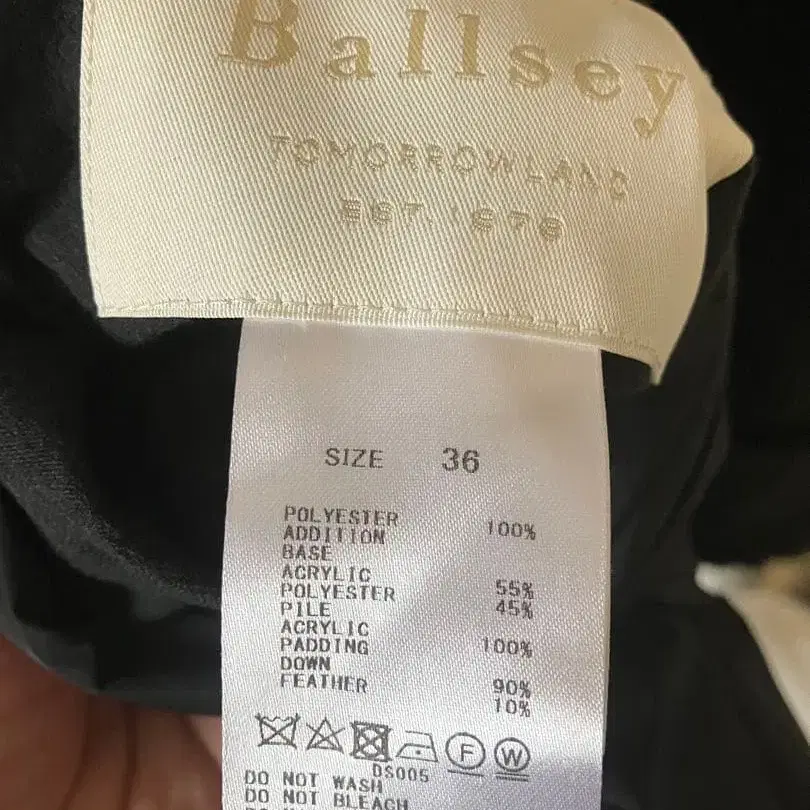 Ballsey
TOMORROWLAND
EST. 1978
SIZE 36
POLYESTER 100%
ADDITION
BASE
ACRYLIC 55%
POLYESTER 45%
PILE
ACRYLIC 100%
PADDING
DOWN 90%
FEATHER 10%
F W
DS005
DO NOT WASH
DO NOT BLEACH